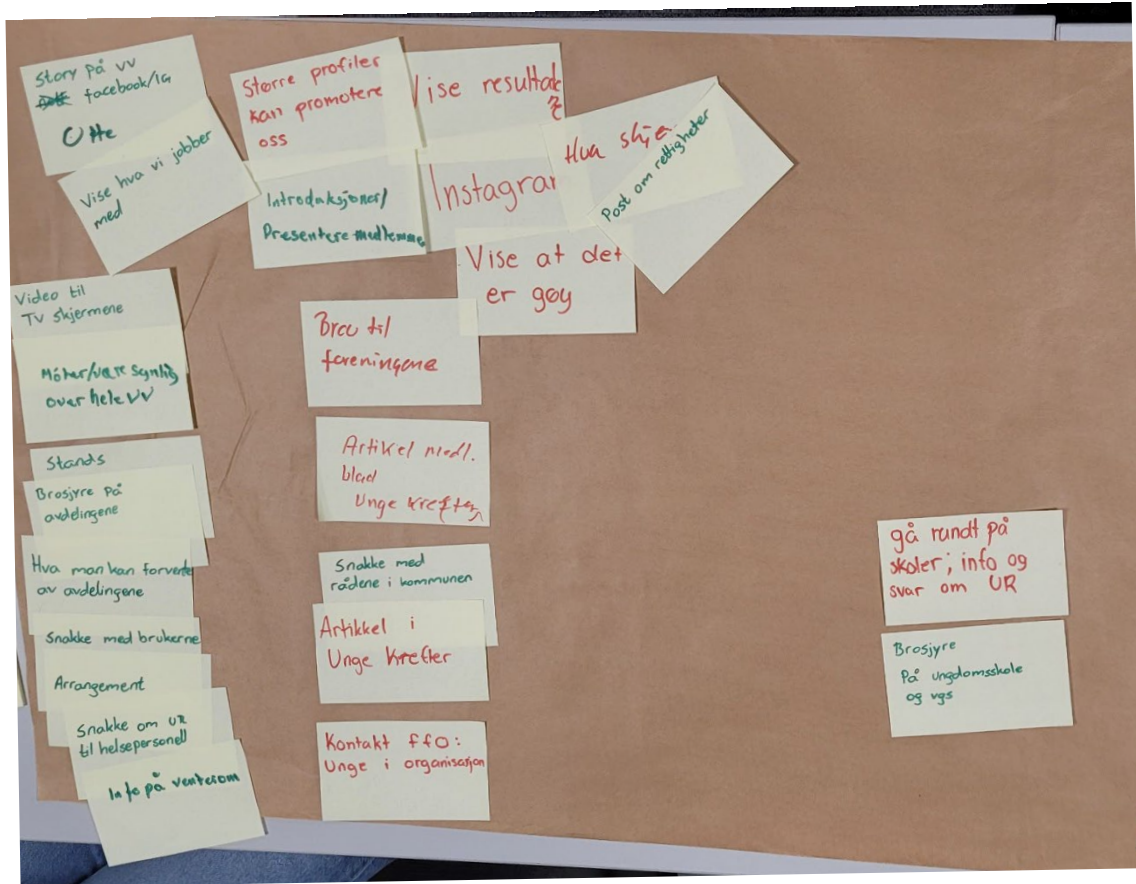 Story på VV
facebook/IG
Ofte
Vise hva vi jobber
med
Større profiler
kan promotere
oss
Introduksjoner/
Presentere medlemme
Vise resultat
Instagram
Hva skje
Post om rettigheter
Vise at det
er gøy
Video til
TV skjermene
Møter/være synlig
over hele VV
Stands
Brosjyre på
avdelingene
Hva man kan forvente
av avdelingene
Snakke med brukerne
Arrangement
Snakke om UR
til helsepersonell
Info på venterom
Brev til
foreningene
Artikel medl.
blad
Unge krefter
Snakke med
rådene i kommunen
Artikkel i
Unge Krefter
Kontakt FFO:
Unge i organisasjon
gå rundt på
skoler; info og
svar om UR
Brosjyre
På ungdomsskole
og vgs